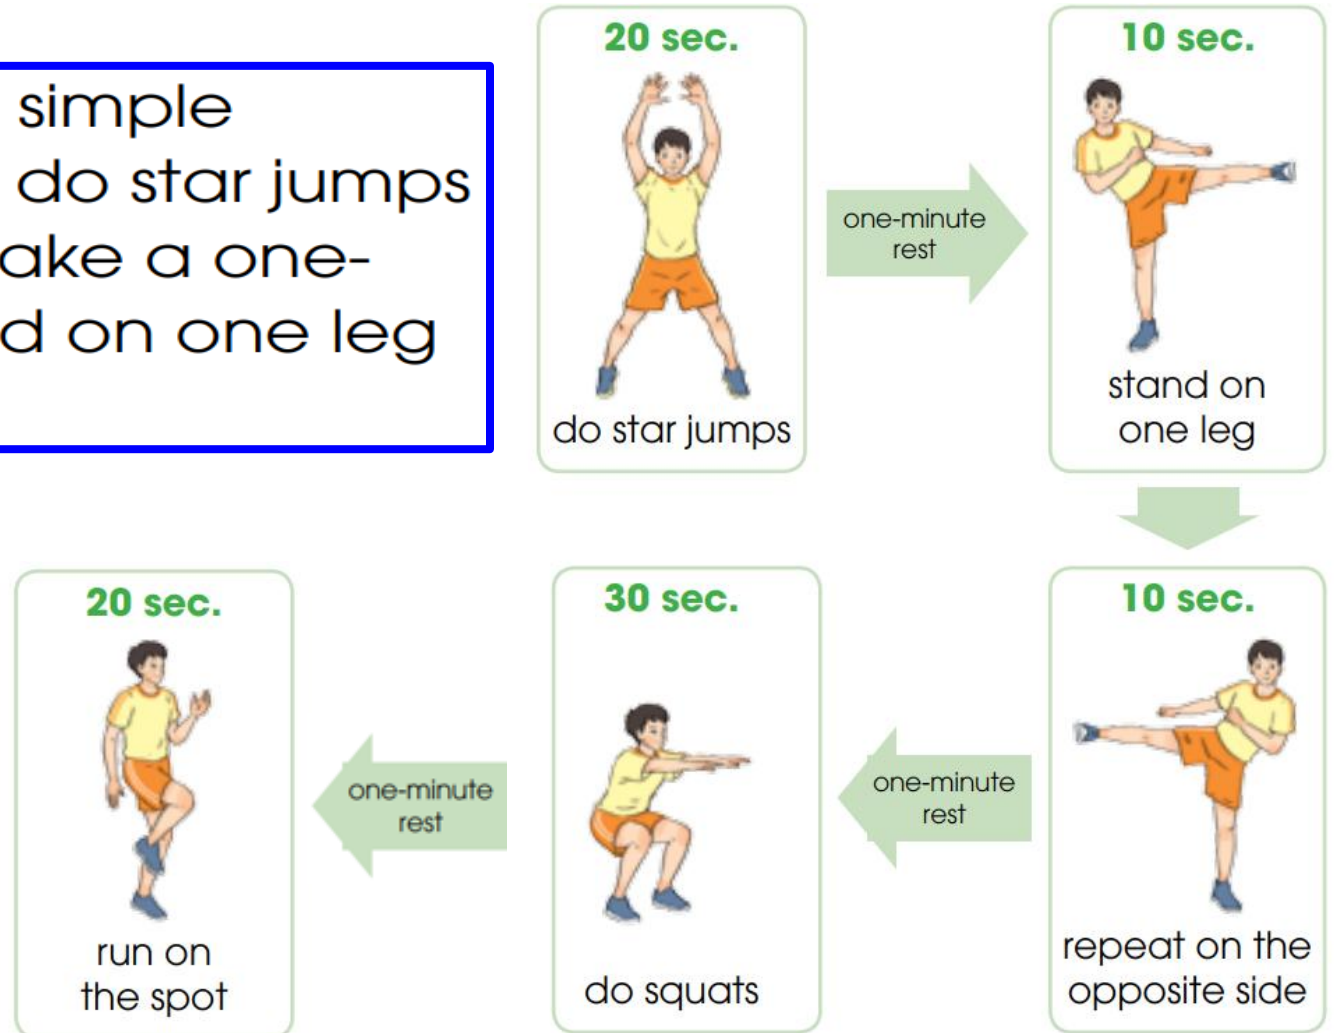 simple
do star jumps
ake a one-
d on one leg
20 sec.
do star jumps
one-minute
rest
10 sec.
stand on
one leg
10 sec.
repeat on the
opposite side
one-minute
rest
30 sec.
do squats
one-minute
rest
20 sec.
run on
the spot